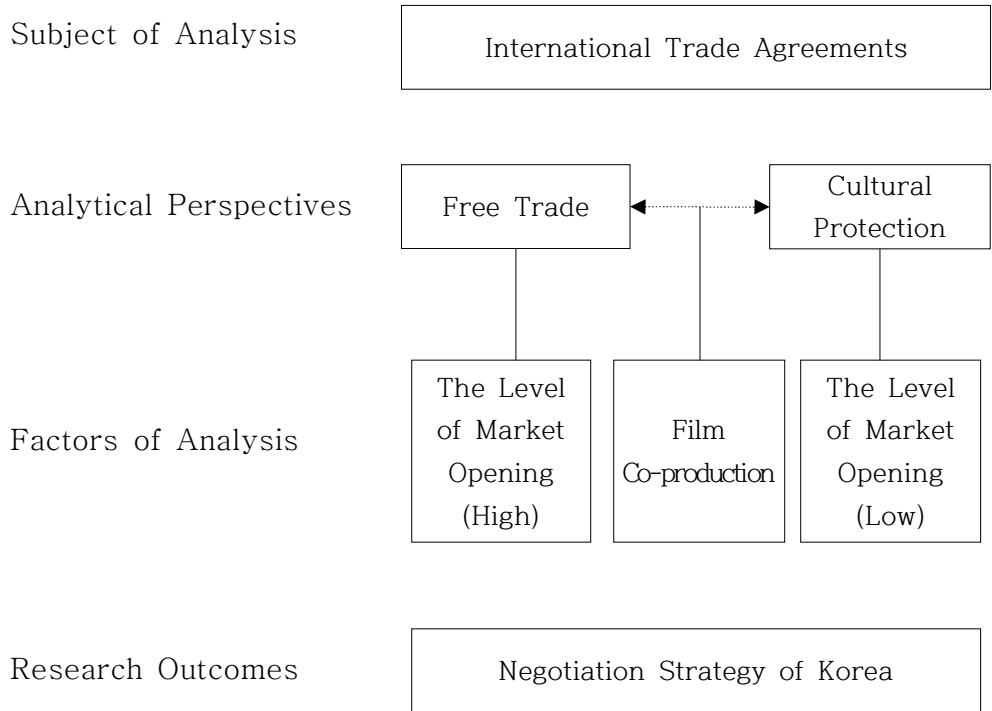 Subject of Analysis
International Trade Agreements
Analytical Perspectives
Free Trade
Cultural
Protection
Factors of Analysis
The Level
of Market
Opening
(High)
Film
Co-production
The Level
of Market
Opening
(Low)
Research Outcomes
Negotiation Strategy of Korea